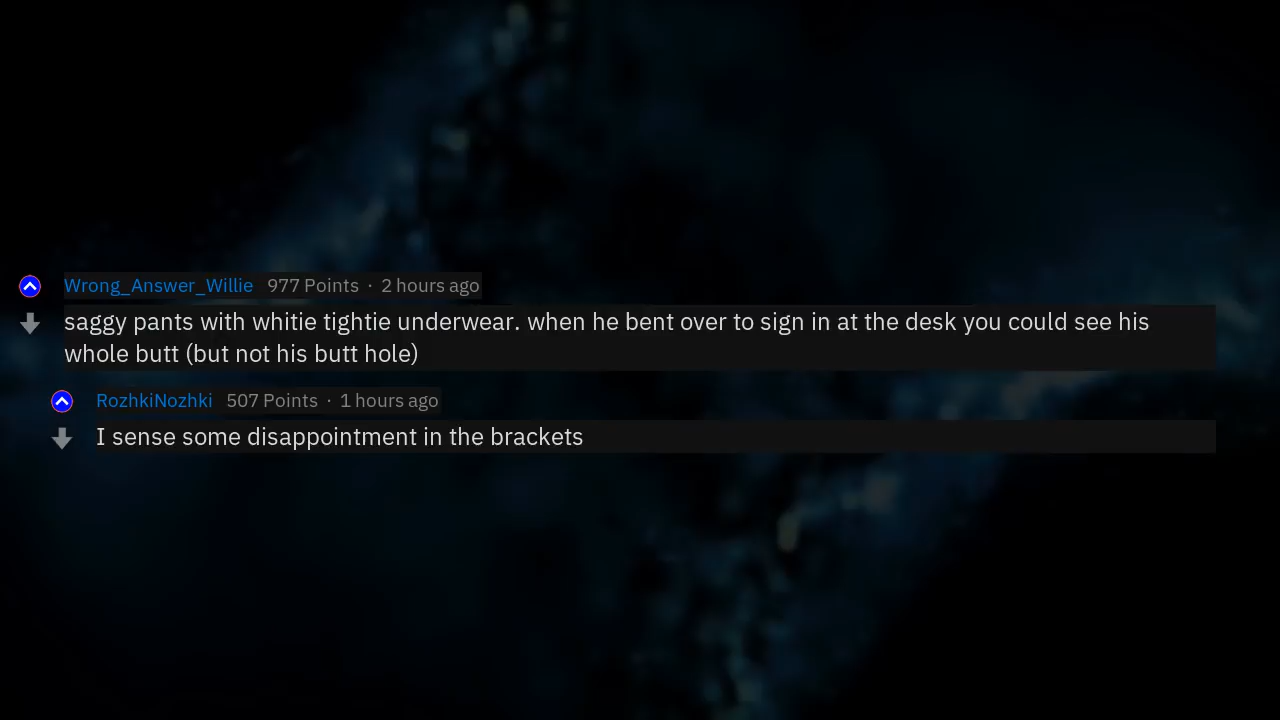 Wrong_Answer_Willie 977 Points · 2 hours ago
saggy pants with whitie tightie underwear. when he bent over to sign in at the desk you could see his
whole butt (but not his butt hole)
RozhkiNozhki 507 Points · 1 hours ago
I sense some disappointment in the brackets